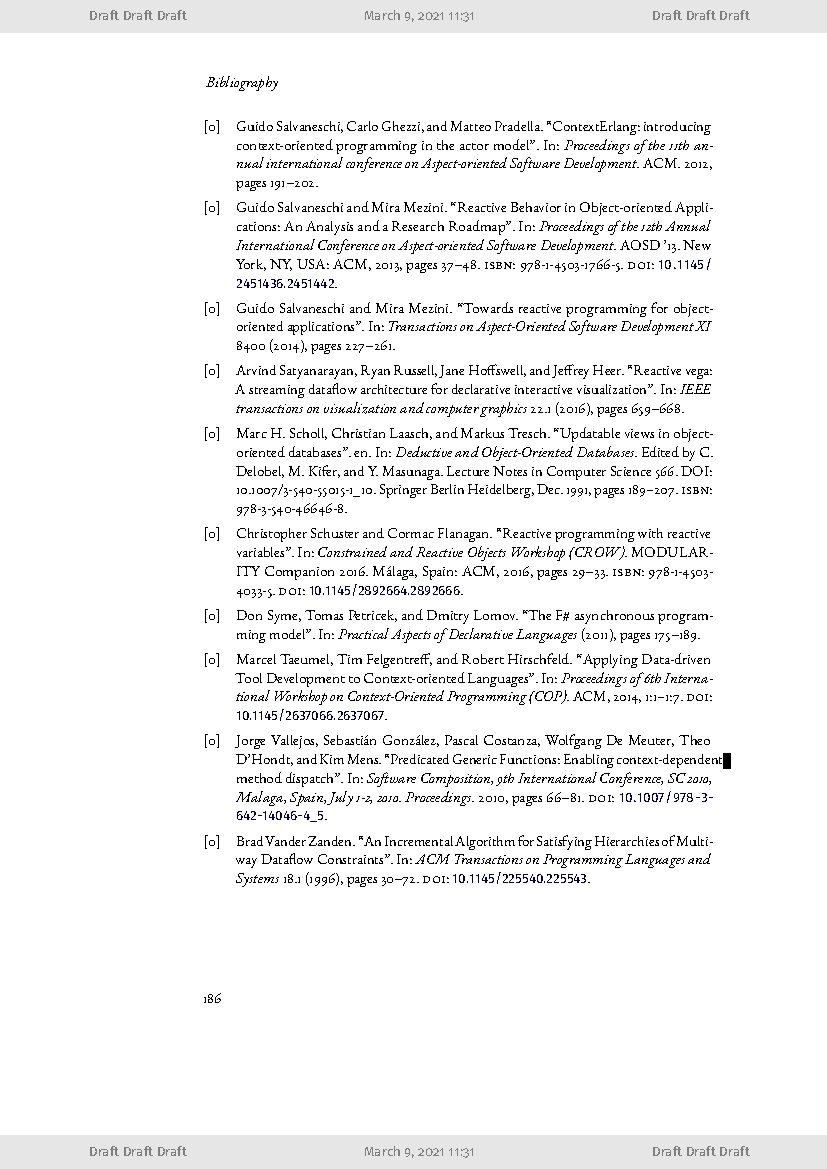 Draft Draft Draft March 9, 2021 11:31 Draft Draft Draft
Bibliography
[0] Guido Salvaneschi, Carlo Ghezzi, and Matteo Pradella. “ContextErlang: introducing
context-oriented programming in the actor model”. In: Proceedings of the 11th an-
nual international conference on Aspect-oriented Software Development. ACM. 2012,
pages 191–202.
[0] Guido Salvaneschi and Mira Mezini. “Reactive Behavior in Object-oriented Appli-
cations: An Analysis and a Research Roadmap”. In: Proceedings of the 12th Annual
International Conference on Aspect-oriented Software Development. AOSD ’13. New
York, NY, USA: ACM, 2013, pages 37–48. ISBN: 978-1-4503-1766-5. DOI: 10.1145/
2451436.2451442.
[0] Guido Salvaneschi and Mira Mezini. “Towards reactive programming for object-
oriented applications”. In: Transactions on Aspect-Oriented Software Development XI
8400 (2014), pages 227–261.
[0] Arvind Satyanarayan, Ryan Russell, Jane Hoffswell, and Jeffrey Heer. “Reactive vega:
A streaming dataflow architecture for declarative interactive visualization”. In: IEEE
transactions on visualization and computer graphics 22.1 (2016), pages 659–668.
[0] Marc H. Scholl, Christian Laasch, and Markus Tresch. “Updatable views in object-
oriented databases”. en. In: Deductive and Object-Oriented Databases. Edited by C.
Delobel, M. Kifer, and Y. Masunaga. Lecture Notes in Computer Science 566. DOI:
10.1007/3-540-55015-1_10. Springer Berlin Heidelberg, Dec. 1991, pages 189–207. ISBN:
978-3-540-46646-8.
[0] Christopher Schuster and Cormac Flanagan. “Reactive programming with reactive
variables”. In: Constrained and Reactive Objects Workshop (CROW). MODULAR-
ITY Companion 2016. Málaga, Spain: ACM, 2016, pages 29–33. ISBN: 978-1-4503-
4033-5. DOI: 10.1145/2892664.2892666.
[0] Don Syme, Tomas Petricek, and Dmitry Lomov. “The F# asynchronous program-
ming model”. In: Practical Aspects of Declarative Languages (2011), pages 175–189.
[0] Marcel Taeumel, Tim Felgentreff, and Robert Hirschfeld. “Applying Data-driven
Tool Development to Context-oriented Languages”. In: Proceedings of 6th Interna-
tional Workshop on Context-Oriented Programming (COP). ACM, 2014, 1:1–1:7. DOI:
10.1145/2637066.2637067.
[0] Jorge Vallejos, Sebastián González, Pascal Costanza, Wolfgang De Meuter, Theo
D’Hondt, and Kim Mens. “Predicated Generic Functions: Enabling context-dependent
method dispatch”. In: Software Composition, 9th International Conference, SC 2010,
Malaga, Spain, July 1-2, 2010. Proceedings. 2010, pages 66–81. DOI: 10.1007/978-3-
642-14046-4_5.
[0] Brad Vander Zanden. “An Incremental Algorithm for Satisfying Hierarchies of Multi-
way Dataflow Constraints”. In: ACM Transactions on Programming Languages and
Systems 18.1 (1996), pages 30–72. DOI: 10.1145/225540.225543.
186
Draft Draft Draft March 9, 2021 11:31 Draft Draft Draft